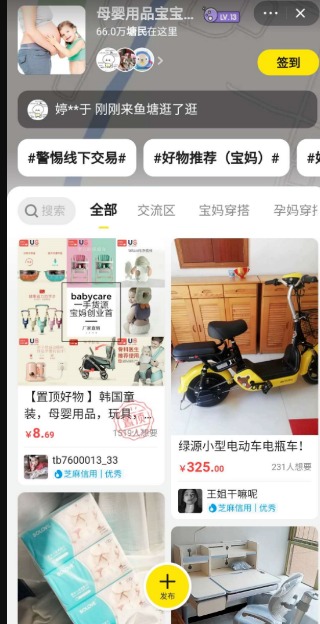 母婴用品宝宝...
LV.13
66.0万塘民在这里
签到
婷**于 刚刚来鱼塘逛了逛
#警惕线下交易#
#好物推荐（宝妈）#
搜索
全部
交流区
宝妈穿搭
孕妈穿
babycare
一手货源
宝妈创业首
厂家直销
【置顶好物 】韩国童
装，母婴用品，玩具，...
¥8.69
1519人想要
tb7600013_33
芝麻信用 | 优秀
绿源小型电动车电瓶车！
¥325.00
231人想要
王姐干嘛呢
芝麻信用 | 优秀
发布